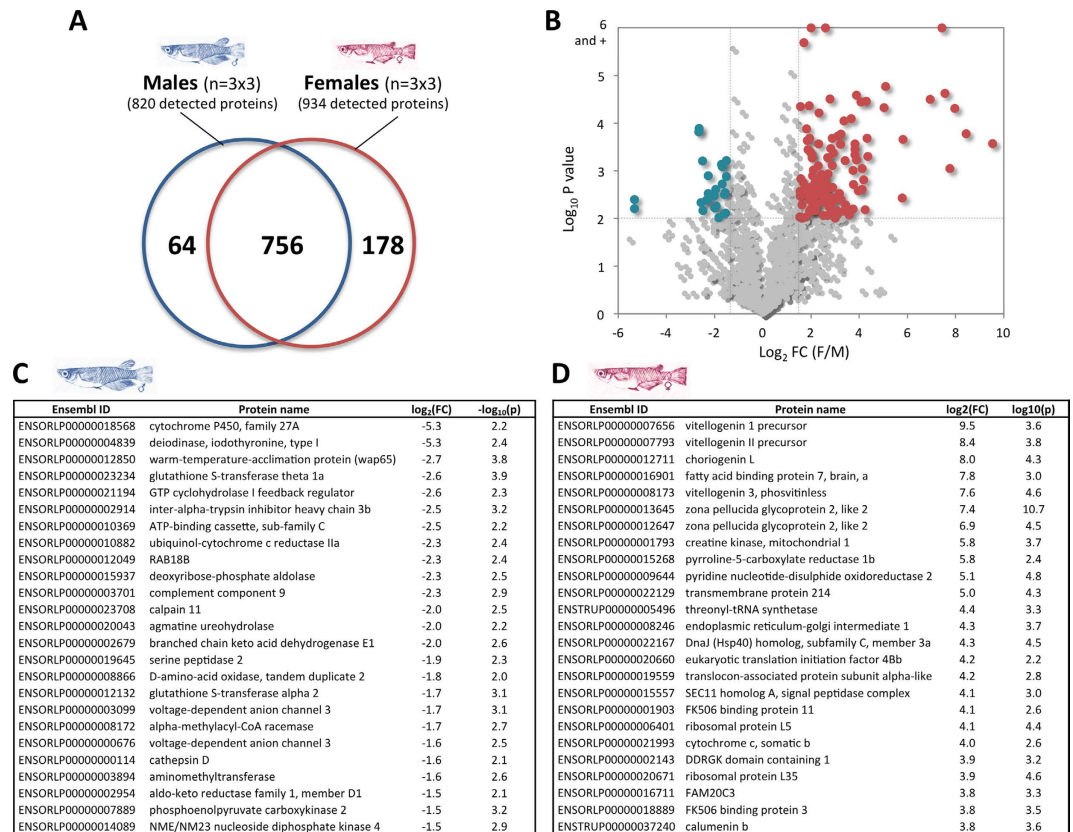 A
Males (n=3x3)
(820 detected proteins)
Females (n=3x3)
(934 detected proteins)
64
756
178
B
6
and +
5
4
3
2
1
0
Log10 P value
-6
-4
-2
0
2
4
6
8
10
Log2 FC (F/M)
C
Ensembl ID Protein name log2(FC) -log10(p)
ENSORLP00000018568 cytochrome P450, family 27A -5.3 2.2
ENSORLP00000004839 deiodinase, iodothyronine, type I -5.3 2.4
ENSORLP00000012850 warm-temperature-acclimation protein (wap65) -2.7 3.8
ENSORLP00000023234 glutathione S-transferase theta 1a -2.6 3.9
ENSORLP00000021194 GTP cyclohydrolase I feedback regulator -2.6 2.3
ENSORLP00000002914 inter-alpha-trypsin inhibitor heavy chain 3b -2.5 3.2
ENSORLP00000010369 ATP-binding cassette, sub-family C -2.5 2.2
ENSORLP00000010882 ubiquinol-cytochrome c reductase IIa -2.3 2.4
ENSORLP00000012049 RAB18B -2.3 2.4
ENSORLP00000015937 deoxyribose-phosphate aldolase -2.3 2.5
ENSORLP00000003701 complement component 9 -2.3 2.9
ENSORLP00000023708 calpain 11 -2.0 2.5
ENSORLP00000020043 agmatine ureohydrolase -2.0 2.2
ENSORLP00000002679 branched chain keto acid dehydrogenase E1 -2.0 2.6
ENSORLP00000019645 serine peptidase 2 -1.9 2.3
ENSORLP00000008866 D-amino-acid oxidase, tandem duplicate 2 -1.8 2.0
ENSORLP00000012132 glutathione S-transferase alpha 2 -1.7 3.1
ENSORLP00000003099 voltage-dependent anion channel 3 -1.7 3.1
ENSORLP00000008172 alpha-methylacyl-CoA racemase -1.7 2.7
ENSORLP00000000676 voltage-dependent anion channel 3 -1.6 2.5
ENSORLP00000000114 cathepsin D -1.6 2.1
ENSORLP00000003894 aminomethyltransferase -1.6 2.6
ENSORLP00000002954 aldo-keto reductase family 1, member D1 -1.5 2.1
ENSORLP00000007889 phosphoenolpyruvate carboxykinase 2 -1.5 3.2
ENSORLP00000014089 NME/NM23 nucleoside diphosphate kinase 4 -1.5 2.9
D
Ensembl ID Protein name log2(FC) log10(p)
ENSORLP00000007656 vitellogenin 1 precursor 9.5 3.6
ENSORLP00000007793 vitellogenin II precursor 8.4 3.8
ENSORLP00000012711 choriogenin L 8.0 4.3
ENSORLP00000016901 fatty acid binding protein 7, brain, a 7.8 3.0
ENSORLP00000008173 vitellogenin 3, phosvitinless 7.6 4.6
ENSORLP00000013645 zona pellucida glycoprotein 2, like 2 7.4 10.7
ENSORLP00000012647 zona pellucida glycoprotein 2, like 2 6.9 4.5
ENSORLP00000001793 creatine kinase, mitochondrial 1 5.8 3.7
ENSORLP00000015268 pyrroline-5-carboxylate reductase 1b 5.8 2.4
ENSORLP00000009644 pyridine nucleotide-disulphide oxidoreductase 2 5.1 4.8
ENSORLP00000022129 transmembrane protein 214 5.0 4.3
ENSTRUP00000005496 threonyl-tRNA synthetase 4.4 3.3
ENSORLP00000008246 endoplasmic reticulum-golgi intermediate 1 4.3 3.7
ENSORLP00000022167 DnaJ (Hsp40) homolog, subfamily C, member 3a 4.3 4.5
ENSORLP00000020660 eukaryotic translation initiation factor 4Bb 4.2 2.2
ENSORLP00000019559 translocon-associated protein subunit alpha-like 4.2 2.8
ENSORLP00000015557 SEC11 homolog A, signal peptidase complex 4.1 3.0
ENSORLP00000001903 FK506 binding protein 11 4.1 2.6
ENSORLP00000006401 ribosomal protein L5 4.1 4.4
ENSORLP00000021993 cytochrome c, somatic b 4.0 2.6
ENSORLP00000002143 DDRGK domain containing 1 3.9 3.2
ENSORLP00000020671 ribosomal protein L35 3.9 4.6
ENSORLP00000016711 FAM20C3 3.8 3.3
ENSORLP00000018889 FK506 binding protein 3 3.8 3.5
ENSTRUP00000037240 calumenin b 3.8 3.6